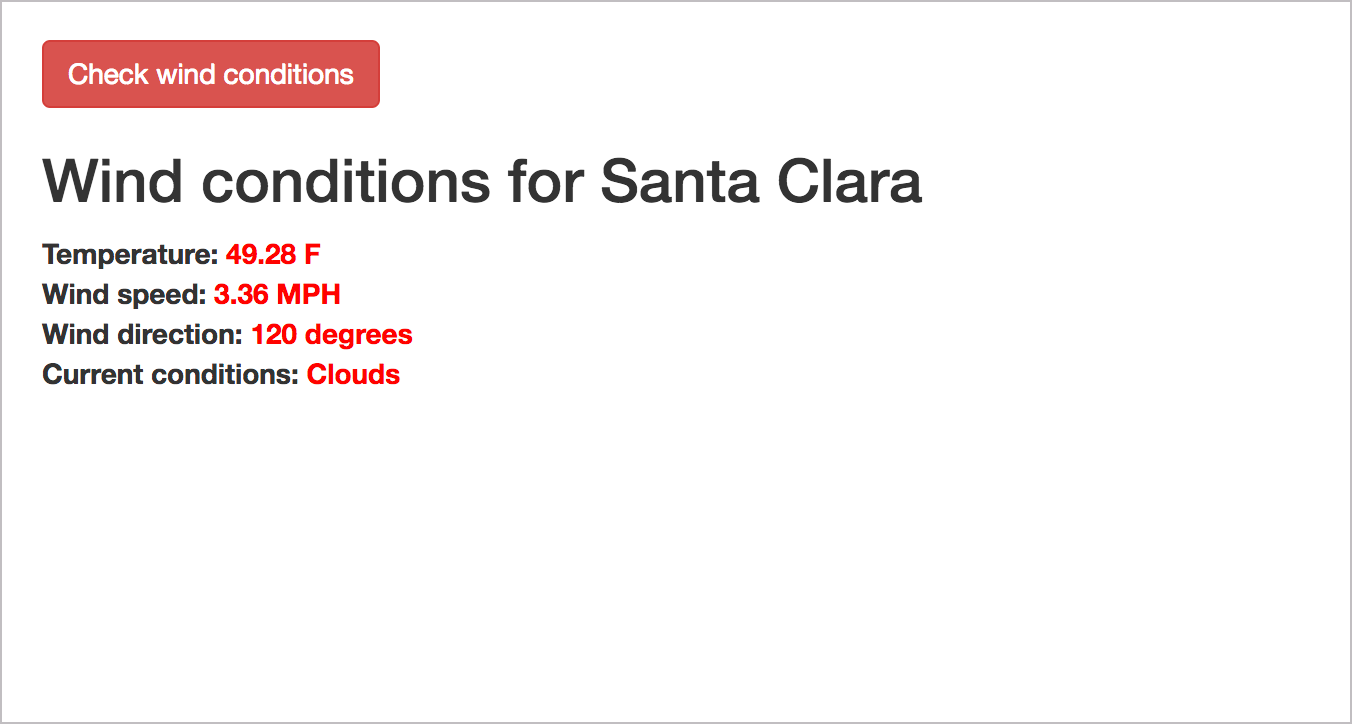 Check wind conditions
Wind conditions for Santa Clara
Temperature: 49.28 F
Wind speed: 3.36 MPH
Wind direction: 120 degrees
Current conditions: Clouds